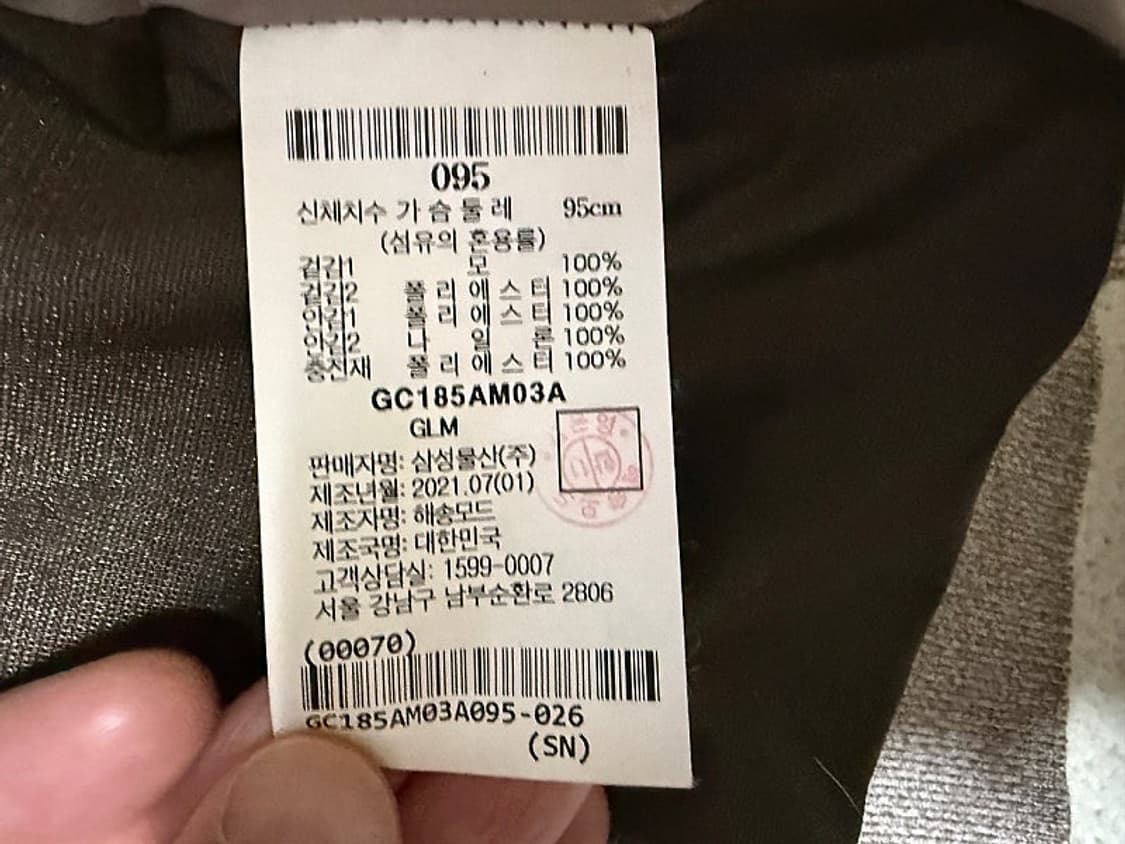 095
신체치수 가 슴 둘 레 95cm
(섬유의 혼용률)
겉감1 모 100%
겉감2 폴 리 에 스 터 100%
안감1 폴 리 에 스 터 100%
안감2 나 일 론 100%
충전재 폴 리 에 스 터 100%
GC185AM03A
GLM
판매자명: 삼성물산(주)
제조년월: 2021.07(01)
제조자명: 해송모드
제조국명: 대한민국
고객상담실: 1599-0007
서울 강남구 남부순환로 2806
(00070)
GC185AM03A095-026
(SN)